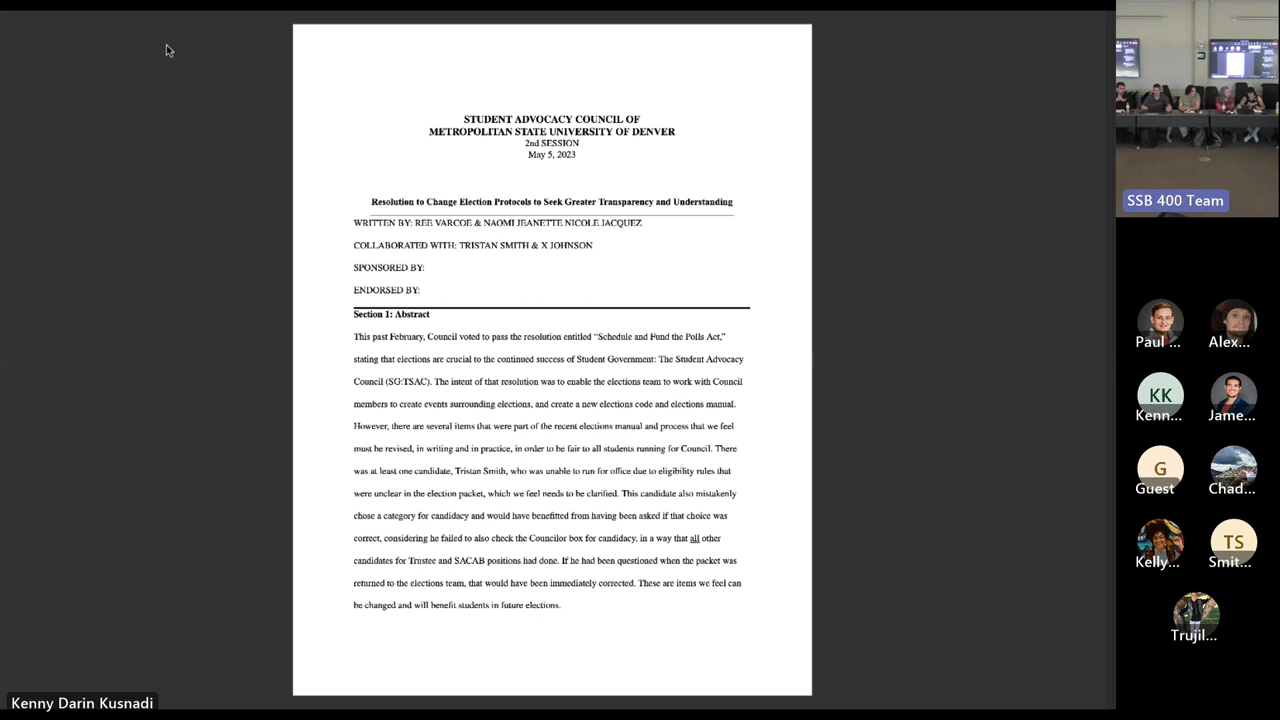 STUDENT ADVOCACY COUNCIL OF
METROPOLITAN STATE UNIVERSITY OF DENVER
2nd SESSION
May 5, 2023
Resolution to Change Election Protocols to Seek Greater Transparency and Understanding
WRITTEN BY: REE VARCOE & NAOMI JEANETTE NICOLE JACQUEZ
COLLABORATED WITH: TRISTAN SMITH & X JOHNSON
SPONSORED BY:
ENDORSED BY:
Section 1: Abstract
This past February, Council voted to pass the resolution entitled “Schedule and Fund the Polls Act,”
stating that elections are crucial to the continued success of Student Government: The Student Advocacy
Council (SG:TSAC). The intent of that resolution was to enable the elections team to work with Council
members to create events surrounding elections, and create a new elections code and elections manual.
However, there are several items that were part of the recent elections manual and process that we feel
must be revised, in writing and in practice, in order to be fair to all students running for Council. There
was at least one candidate, Tristan Smith, who was unable to run for office due to eligibility rules that
were unclear in the election packet, which we feel needs to be clarified. This candidate also mistakenly
chose a category for candidacy and would have benefitted from having been asked if that choice was
correct, considering he failed to also check the Councilor box for candidacy, in a way that all other
candidates for Trustee and SACAB positions had done. If he had been questioned when the packet was
returned to the elections team, that would have been immediately corrected. These are items we feel can
be changed and will benefit students in future elections.
Kenny Darin Kusnadi
SSB 400 Team
Paul ...
Alex...
KK
Kenn...
Jame...
G
Guest
Chad...
Kelly...
TS
Smit...
Trujil...